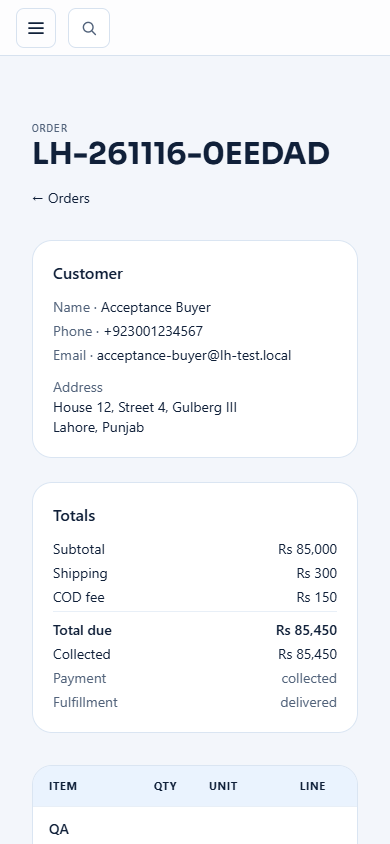 ORDER
LH-261116-0EEDAD
← Orders
Customer
Name · Acceptance Buyer
Phone · +923001234567
Email · acceptance-buyer@lh-test.local
Address
House 12, Street 4, Gulberg III
Lahore, Punjab
Totals
Subtotal Rs 85,000
Shipping Rs 300
COD fee Rs 150
Total due Rs 85,450
Collected Rs 85,450
Payment collected
Fulfillment delivered
ITEM QTY UNIT LINE
QA